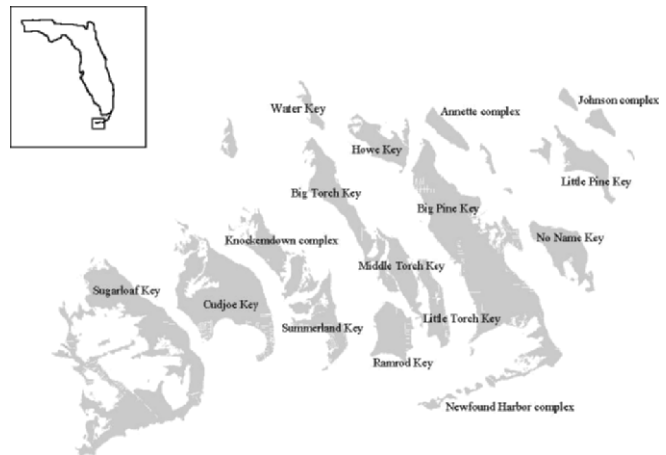 Johnson complex
Water Key
Annette complex
Howe Key
Little Pine Key
Big Torch Key
Big Pine Key
Knockemdown complex
No Name Key
Middle Torch Key
Sugarloaf Key
Cudjoe Key
Little Torch Key
Summerland Key
Ramrod Key
Newfound Harbor complex